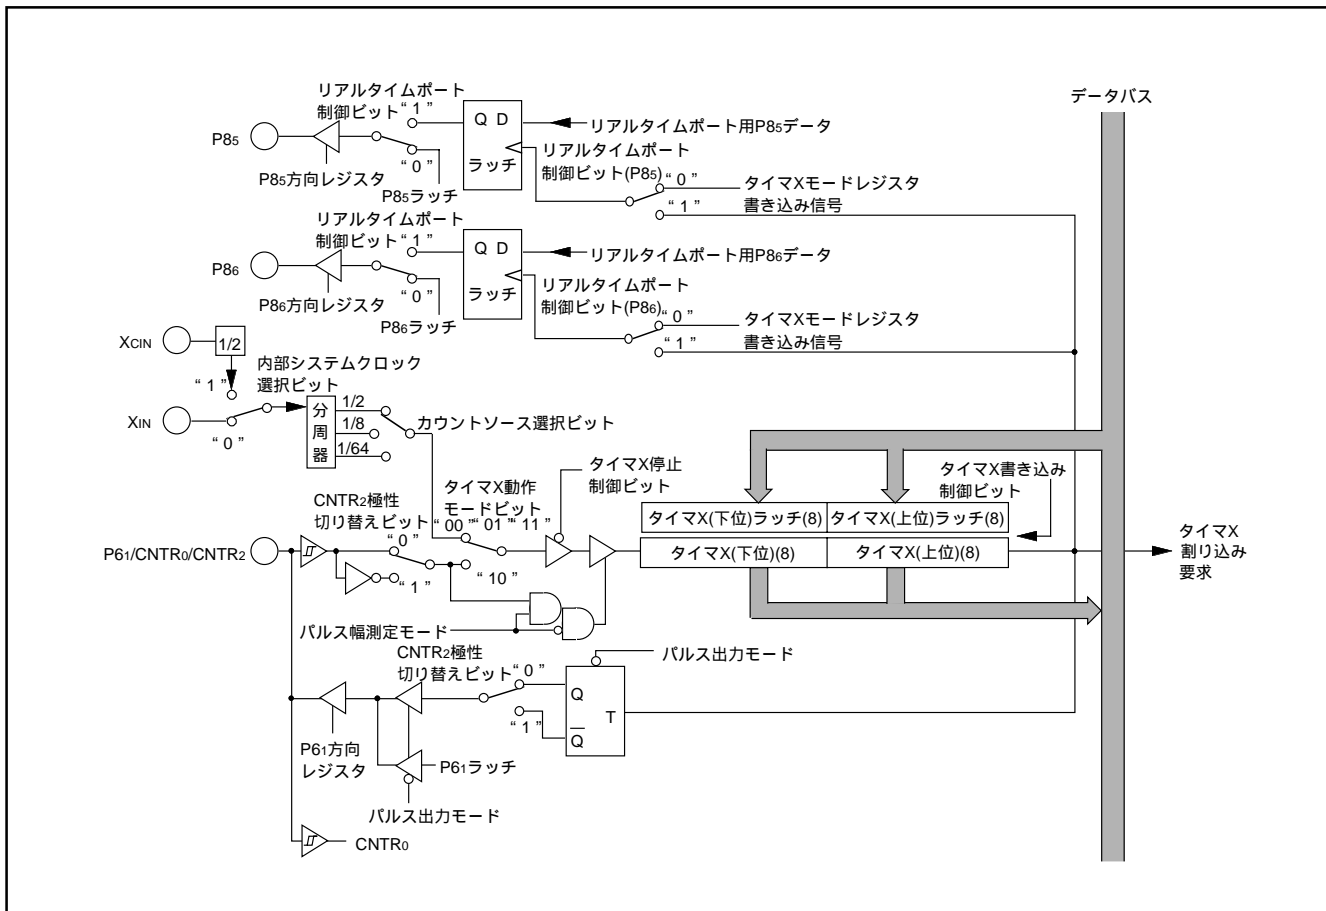 リアルタイムポート
制御ビット“ 1 ”
P85
“ 0 ”
P85方向レジスタ
P85ラッチ
Q D
ラッチ
リアルタイムポート用P85データ
リアルタイムポート
制御ビット(P85)
“ 0 ”
“ 1 ”
タイマXモードレジスタ
書き込み信号
データバス
リアルタイムポート
制御ビット“ 1 ”
P86
“ 0 ”
P86方向レジスタ
P86ラッチ
Q D
ラッチ
リアルタイムポート用P86データ
リアルタイムポート
制御ビット(P86)
“ 0 ”
“ 1 ”
タイマXモードレジスタ
書き込み信号
XCIN
1/2
“ 1 ”
内部システムクロック
選択ビット
XIN
“ 0 ”
分
周
器
1/2
1/8
1/64
カウントソース選択ビット
CNTR2極性
切り替えビット
“ 0 ”
“ 1 ”
タイマX動作
モードビット
“ 00 ”“ 01 ”“ 11 ”
“ 10 ”
タイマX停止
制御ビット
タイマX書き込み
制御ビット
タイマX(下位)ラッチ(8)
タイマX(上位)ラッチ(8)
P61/CNTR0/CNTR2
タイマX(下位)(8)
タイマX(上位)(8)
タイマX
割り込み
要求
パルス幅測定モード
CNTR2極性
切り替えビット“ 0 ”
“ 1 ”
パルス出力モード
Q
T
Q
P61方向
レジスタ
P61ラッチ
パルス出力モード
CNTR0